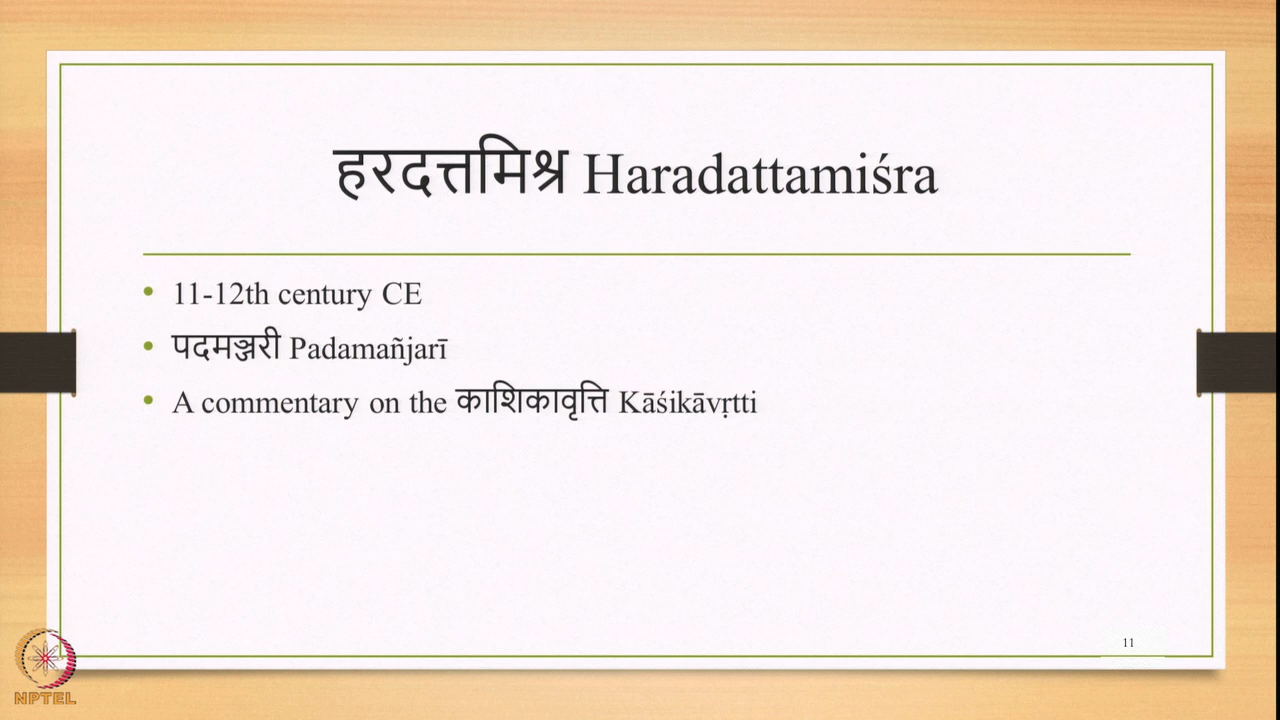 हरदत्तमिश्र Haradattamiśra
• 11-12th century CE
• पदमञ्जरी Padamañjarī
• A commentary on the काशिकावृत्ति Kāśikāvṛtti
11
NPTEL